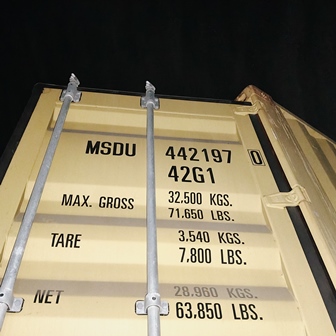 MSDU 442197 0
42G1
MAX. GROSS 32.500 KGS.
71.650 LBS.
TARE 3.540 KGS.
7.800 LBS.
NET 28.960 KGS.
63.850 LBS.